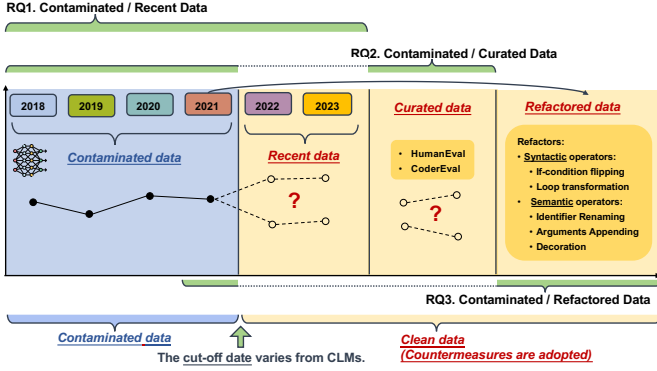 RQ1. Contaminated / Recent Data
RQ2. Contaminated / Curated Data
2018
2019
2020
2021
2022
2023
Curated data
Refactored data
Contaminated data
Recent data
• HumanEval
• CoderEval
Refactors:
• Syntactic operators:
• If-condition flipping
• Loop transformation
• Semantic operators:
• Identifier Renaming
• Arguments Appending
• Decoration
?
?
RQ3. Contaminated / Refactored Data
Contaminated data
Clean data
(Countermeasures are adopted)
The cut-off date varies from CLMs.